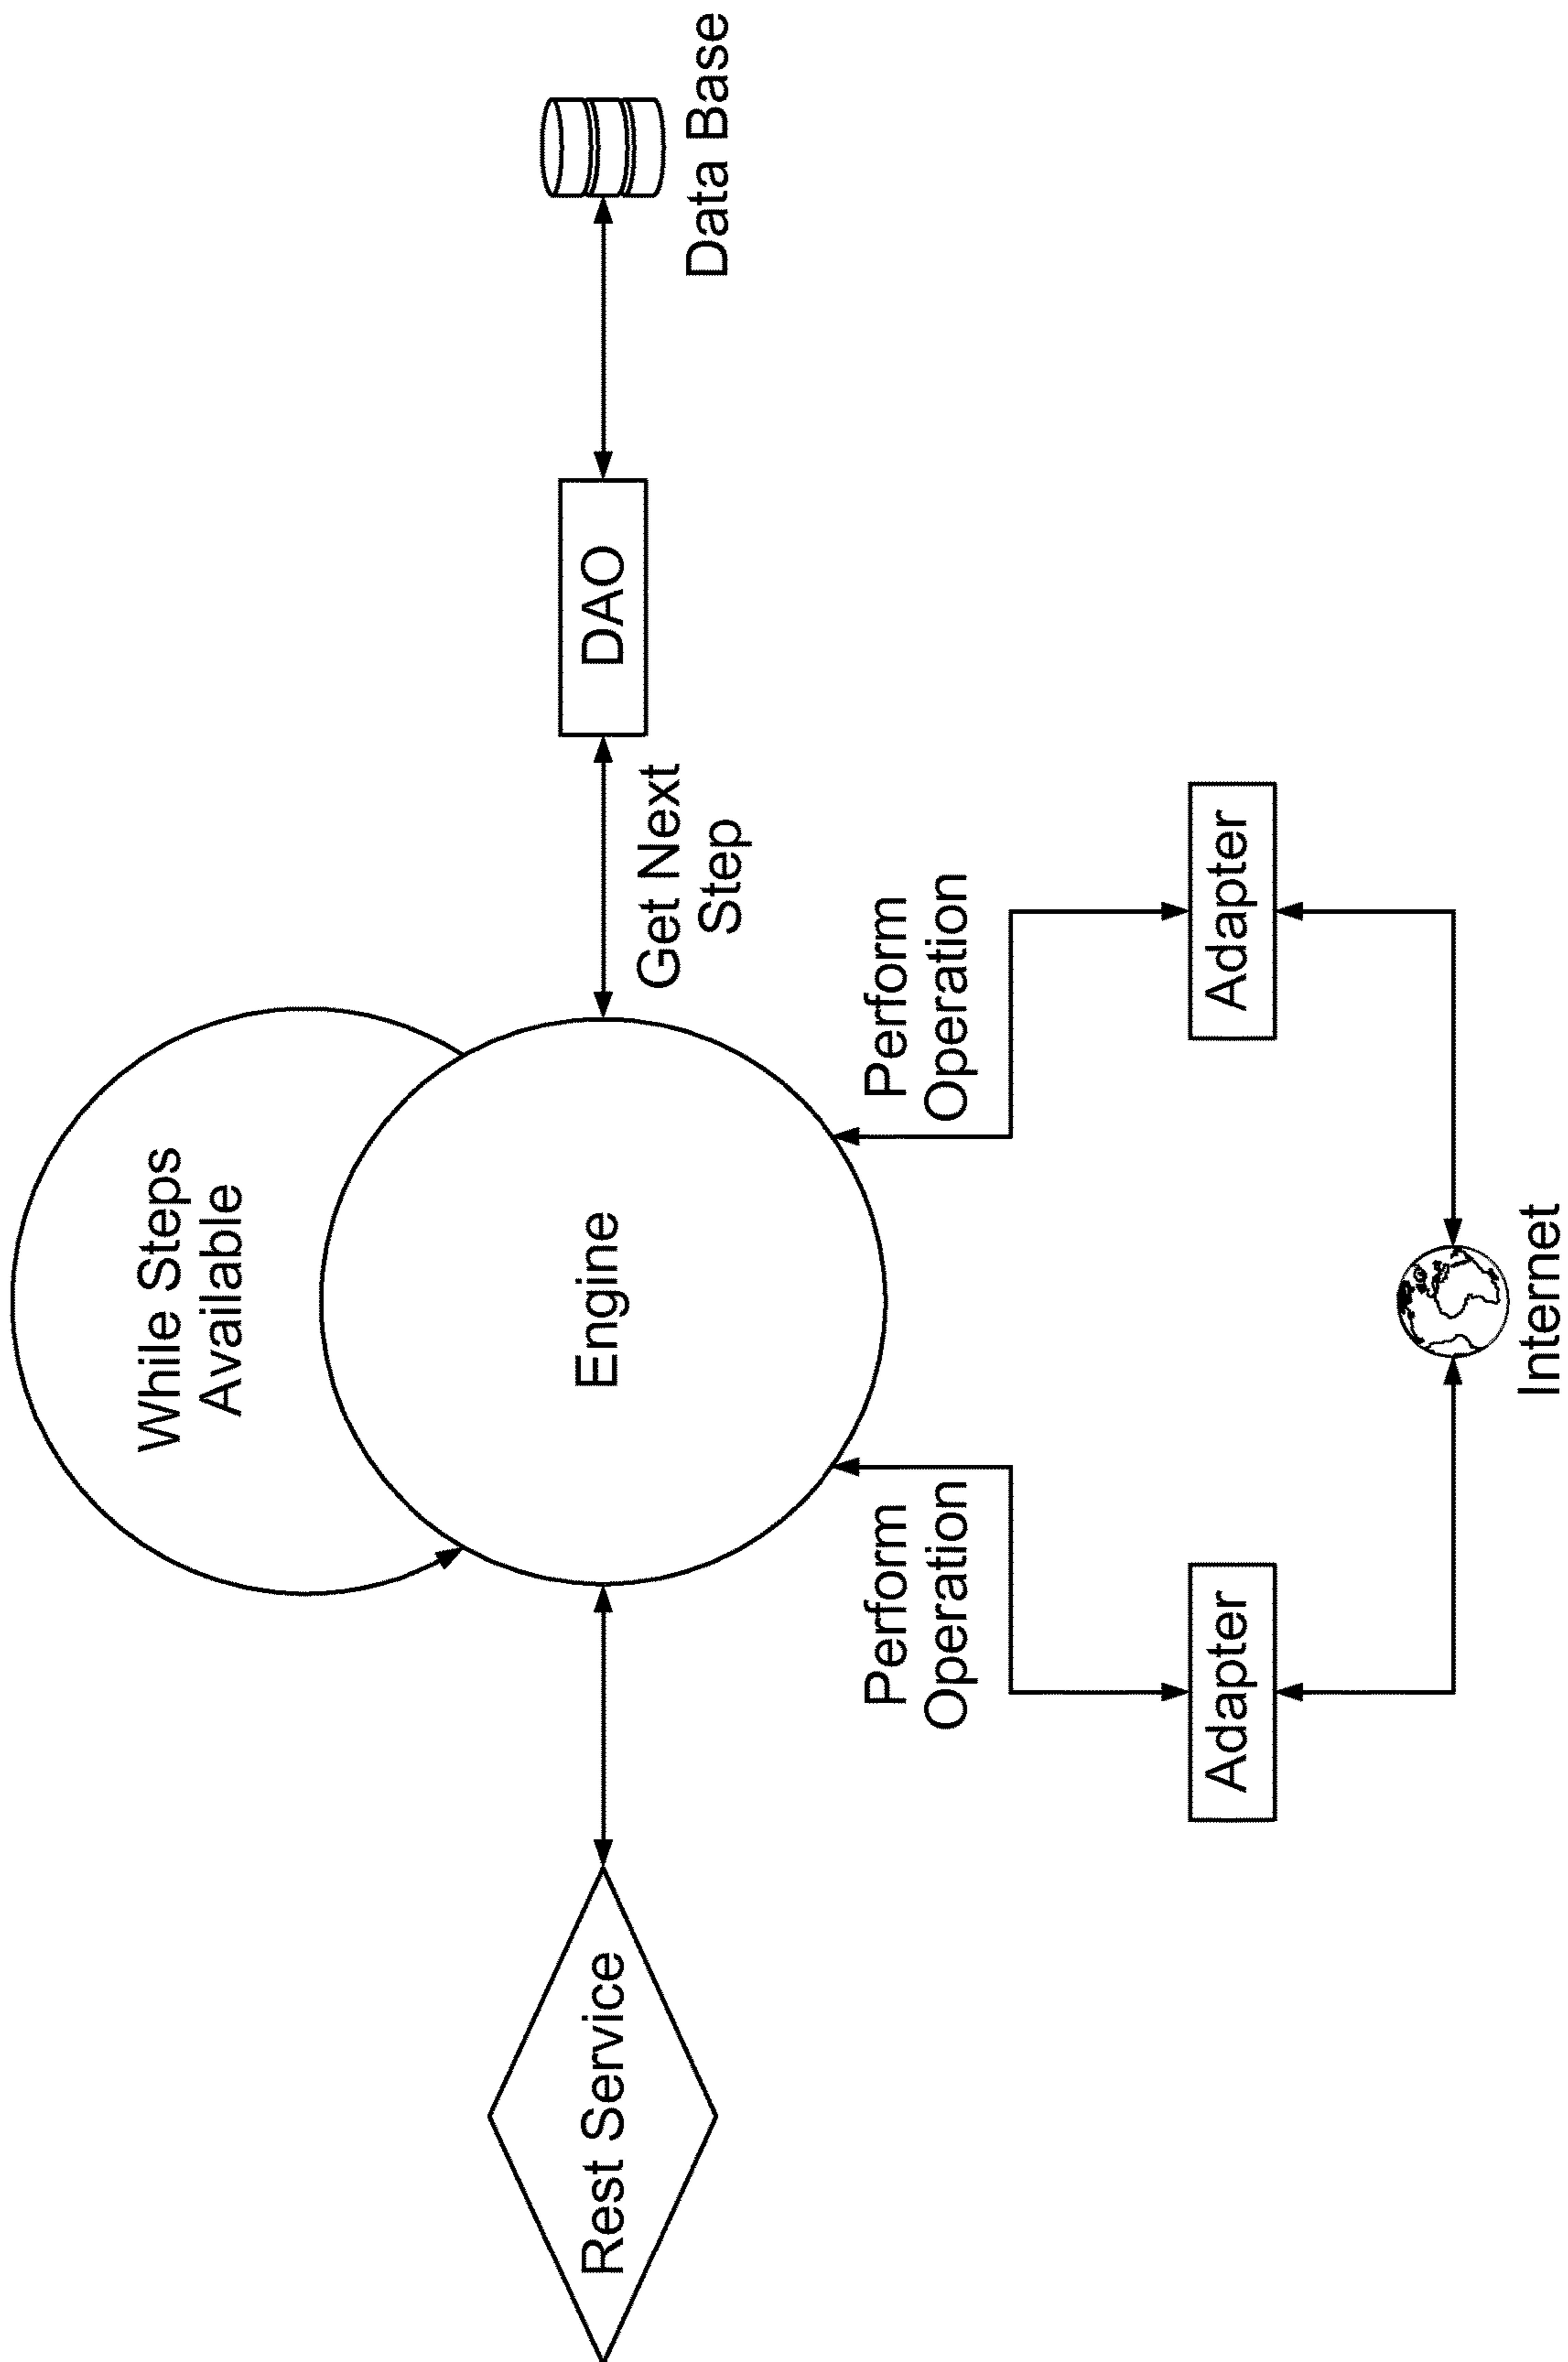 While Steps
Available
Rest Service
Engine
Get Next
Step
DAO
Data Base
Perform
Operation
Perform
Operation
Adapter
Adapter
Internet